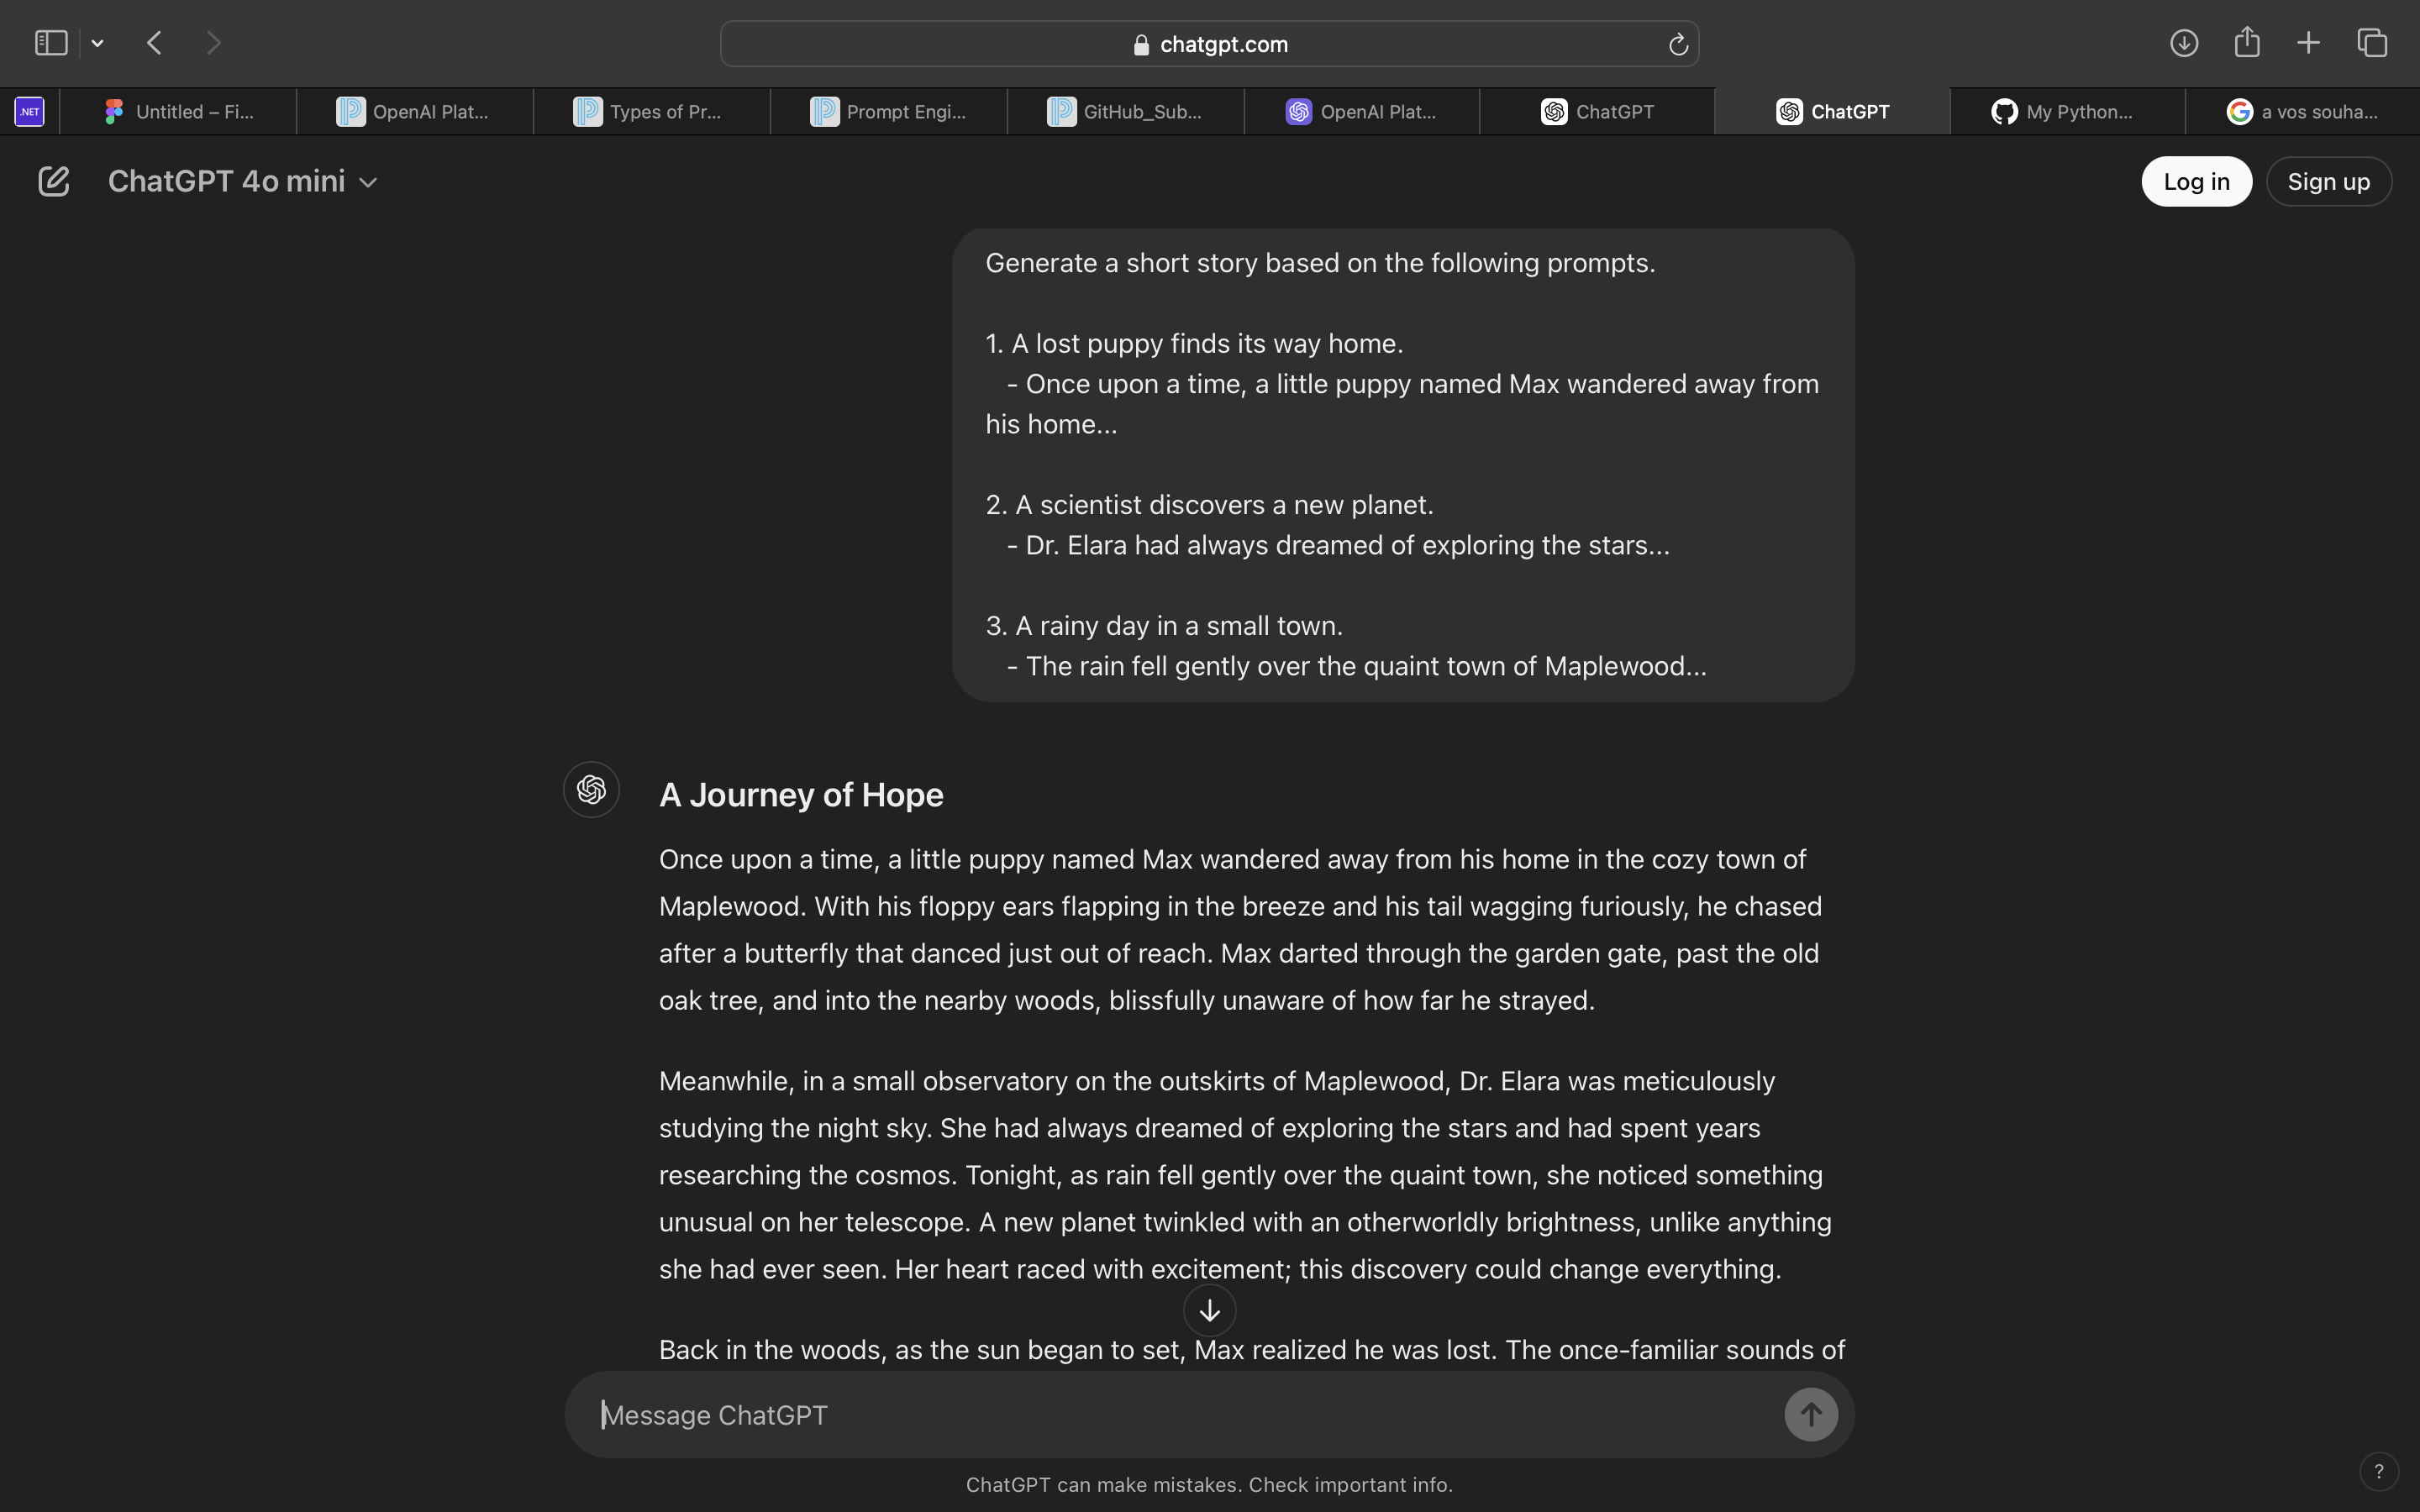 chatgpt.com
.NET
Untitled – Fi...
OpenAI Plat...
Types of Pr...
Prompt Engi...
GitHub_Sub...
OpenAI Plat...
ChatGPT
ChatGPT
My Python...
a vos souha...
ChatGPT 4o mini
Log in
Sign up
Generate a short story based on the following prompts.
1. A lost puppy finds its way home.
- Once upon a time, a little puppy named Max wandered away from
his home...
2. A scientist discovers a new planet.
- Dr. Elara had always dreamed of exploring the stars...
3. A rainy day in a small town.
- The rain fell gently over the quaint town of Maplewood...
A Journey of Hope
Once upon a time, a little puppy named Max wandered away from his home in the cozy town of
Maplewood. With his floppy ears flapping in the breeze and his tail wagging furiously, he chased
after a butterfly that danced just out of reach. Max darted through the garden gate, past the old
oak tree, and into the nearby woods, blissfully unaware of how far he strayed.
Meanwhile, in a small observatory on the outskirts of Maplewood, Dr. Elara was meticulously
studying the night sky. She had always dreamed of exploring the stars and had spent years
researching the cosmos. Tonight, as rain fell gently over the quaint town, she noticed something
unusual on her telescope. A new planet twinkled with an otherworldly brightness, unlike anything
she had ever seen. Her heart raced with excitement; this discovery could change everything.
Back in the woods, as the sun began to set, Max realized he was lost. The once-familiar sounds of
Message ChatGPT
ChatGPT can make mistakes. Check important info.
?